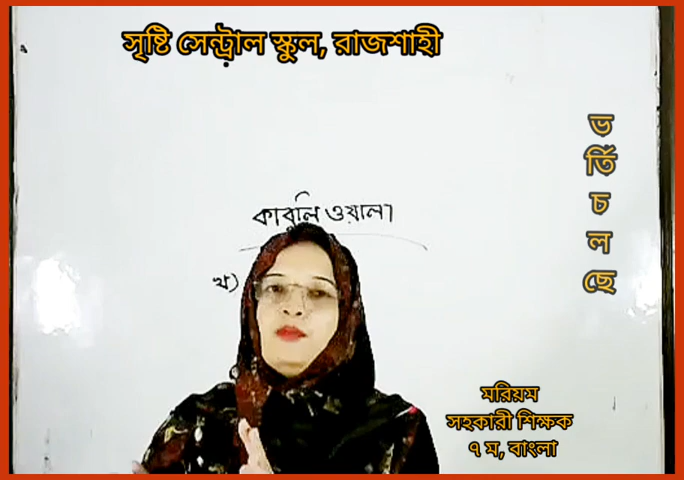 সৃষ্টি সেন্ট্রাল স্কুল, রাজশাহী
ভ
র্তি
চ
ল
ছে
কাবুলি ওয়ালা
খ)
মরিয়ম
সহকারী শিক্ষক
৭ ম, বাংলা